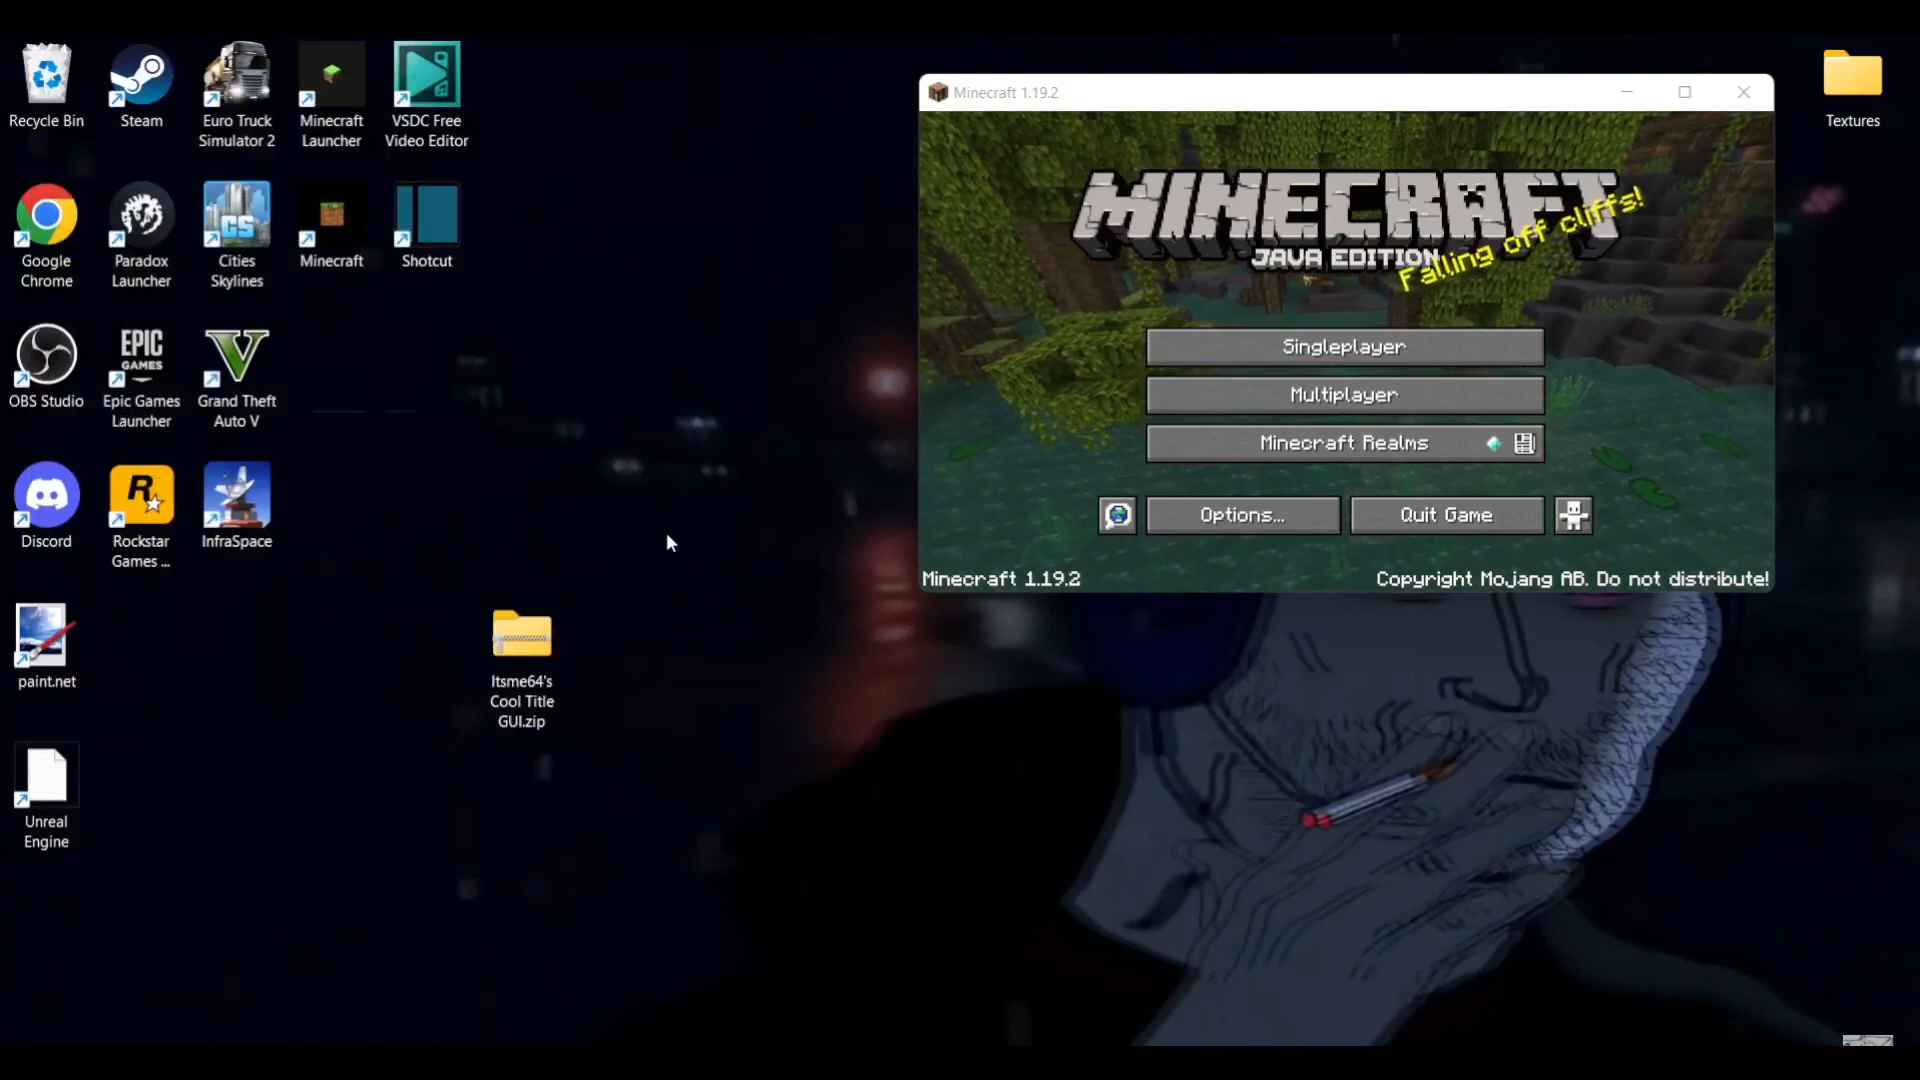 Recycle Bin
Steam
Euro Truck
Simulator 2
Minecraft
Launcher
VSDC Free
Video Editor
Google
Chrome
Paradox
Launcher
CS
Cities
Skylines
Minecraft
Shotcut
OBS Studio
EPIC
GAMES
Epic Games
Launcher
V
Grand Theft
Auto V
Discord
R
Rockstar
Games ...
InfraSpace
paint.net
Unreal
Engine
Itsme64's
Cool Title
GUI.zip
Textures
Minecraft 1.19.2
MINECRAFT
JAVA EDITION
Falling off cliffs!
Singleplayer
Multiplayer
Minecraft Realms
Options...
Quit Game
Minecraft 1.19.2
Copyright Mojang AB. Do not distribute!